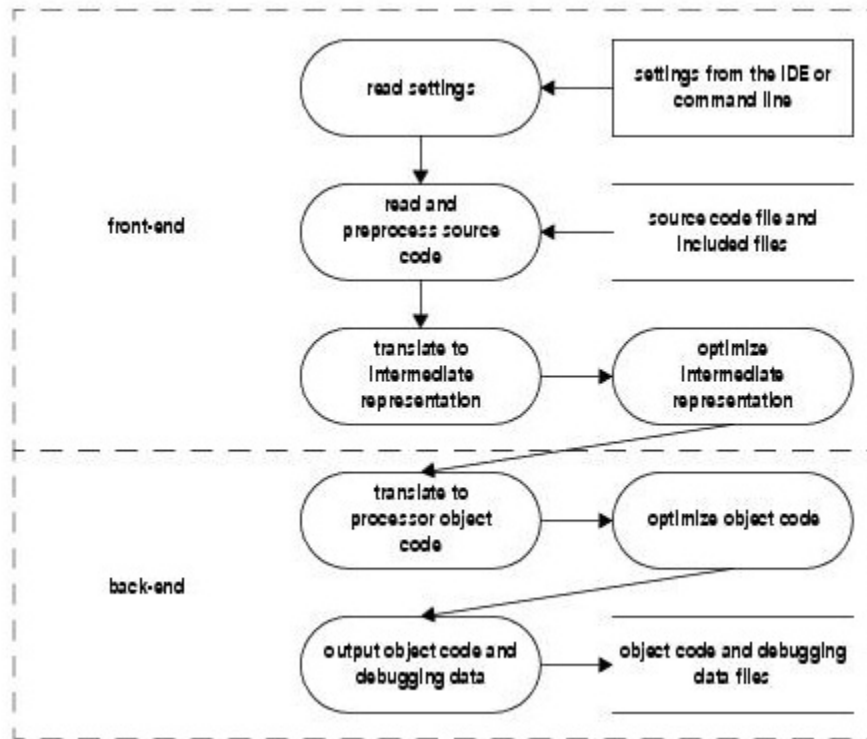 read settings
settings from the IDE or
command line
front-end
read and
preprocess source
code
source code file and
included files
translate to
intermediate
representation
optimize
intermediate
representation
translate to
processor object
code
optimize object code
back-end
output object code and
debugging data
object code and debugging
data files